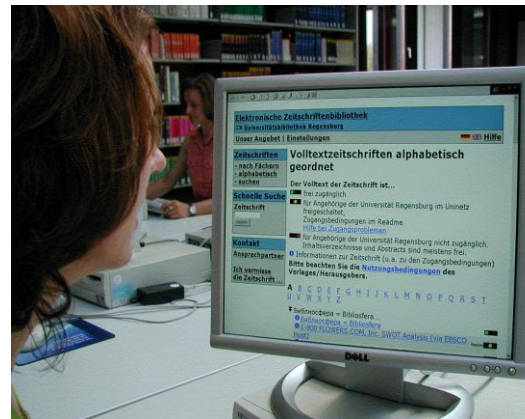 Elektronische Zeitschriftenbibliothek
Universitätsbibliothek Regensburg
Unser Angebot | Einstellungen
Hilfe
Zeitschriften
- nach Fächern
- alphabetisch
- suchen
Schnelle Suche
Zeitschrift
Kontakt
Ansprechpartner
Ich vermisse
die Zeitschrift ...
Volltextzeitschriften alphabetisch
geordnet
Der Volltext der Zeitschrift ist...
frei zugänglich
für Angehörige der Universität Regensburg im Uninetz
freigeschaltet,
Zugangsbedingungen im Readme
Hilfe bei Zugangsproblemen
für Angehörige der Universität Regensburg nicht zugänglich.
Inhaltsverzeichnisse und Abstracts sind meistens frei.
Informationen zur Zeitschrift (u.a. zu den Zugangsbedingungen)
Bitte beachten Sie die Nutzungsbedingungen des
Verlages/Herausgebers.
A B C D E F G H I J K L M N O P Q R S T
U V W X Y Z
Библиосфера = Bibliosfera...
Библиосфера = Bibliosfera
1-800 FLOWERS COM, Inc. SWOT Analysis (via EBSCO
Host)
DELL